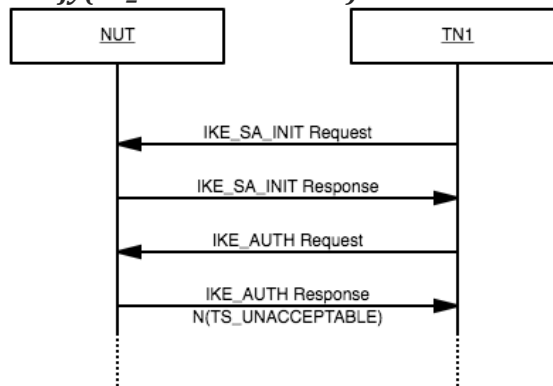 NUT
TN1
IKE_SA_INIT Request
IKE_SA_INIT Response
IKE_AUTH Request
IKE_AUTH Response
N(TS_UNACCEPTABLE)